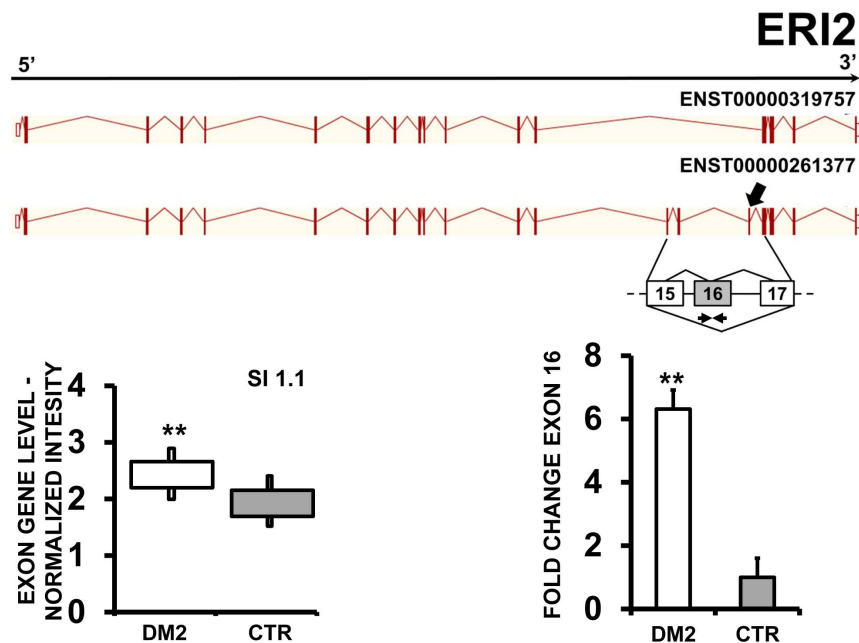 ERI2
5’ 3’
ENST00000319757
ENST00000261377
15 16 17
EXON GENE LEVEL -
NORMALIZED INTESITY
SI 1.1
4
3
2
1
0
**
DM2 CTR
FOLD CHANGE EXON 16
8
6
4
2
0
**
DM2 CTR